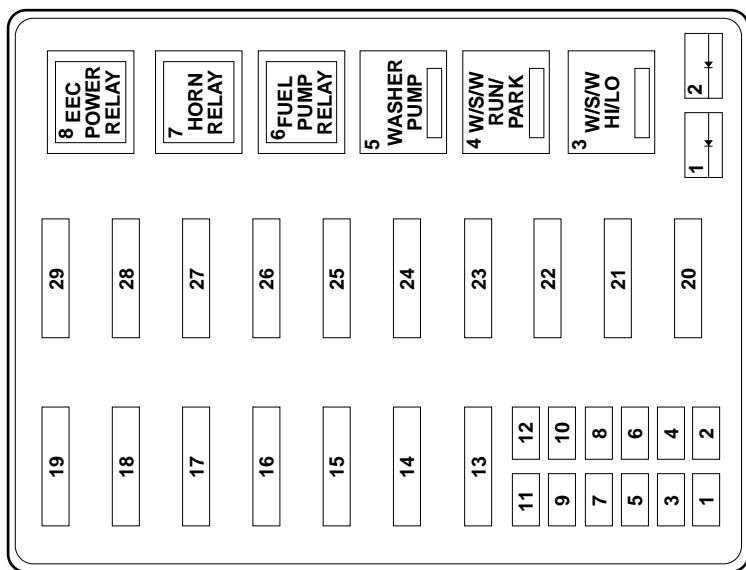 8 EEC
POWER
RELAY
7 HORN
RELAY
6 FUEL
PUMP
RELAY
5 WASHER
PUMP
4 W/S/W
RUN/
PARK
3 W/S/W
HI/LO
2
1
29
28
27
26
25
24
23
22
21
20
19
18
17
16
15
14
13
12
10
8
6
4
2
11
9
7
5
3
1